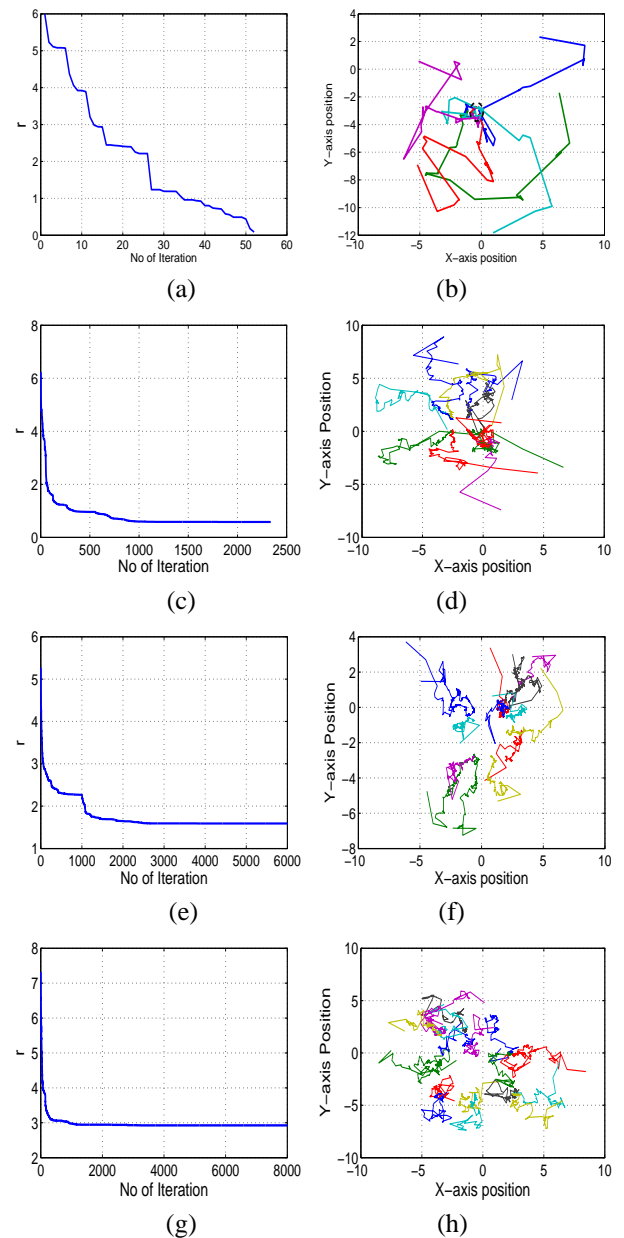 6
5
4
3
2
1
0
r
0 10 20 30 40 50 60
No of Iteration
(a)
4
2
0
−2
−4
−6
−8
−10
−12
Y−axis position
−10 −5 0 5 10
X−axis position
(b)
8
6
4
2
0
r
0 500 1000 1500 2000 2500
No of Iteration
(c)
10
5
0
−5
−10
Y−axis Position
−10 −5 0 5 10
X−axis position
(d)
6
5
4
3
2
1
r
0 1000 2000 3000 4000 5000 6000
No of Iteration
(e)
4
2
0
−2
−4
−6
−8
Y−axis Position
−10 −5 0 5 10
X−axis position
(f)
8
7
6
5
4
3
2
r
0 2000 4000 6000 8000
No of Iteration
(g)
10
5
0
−5
−10
Y−axis Position
−10 −5 0 5 10
X−axis position
(h)